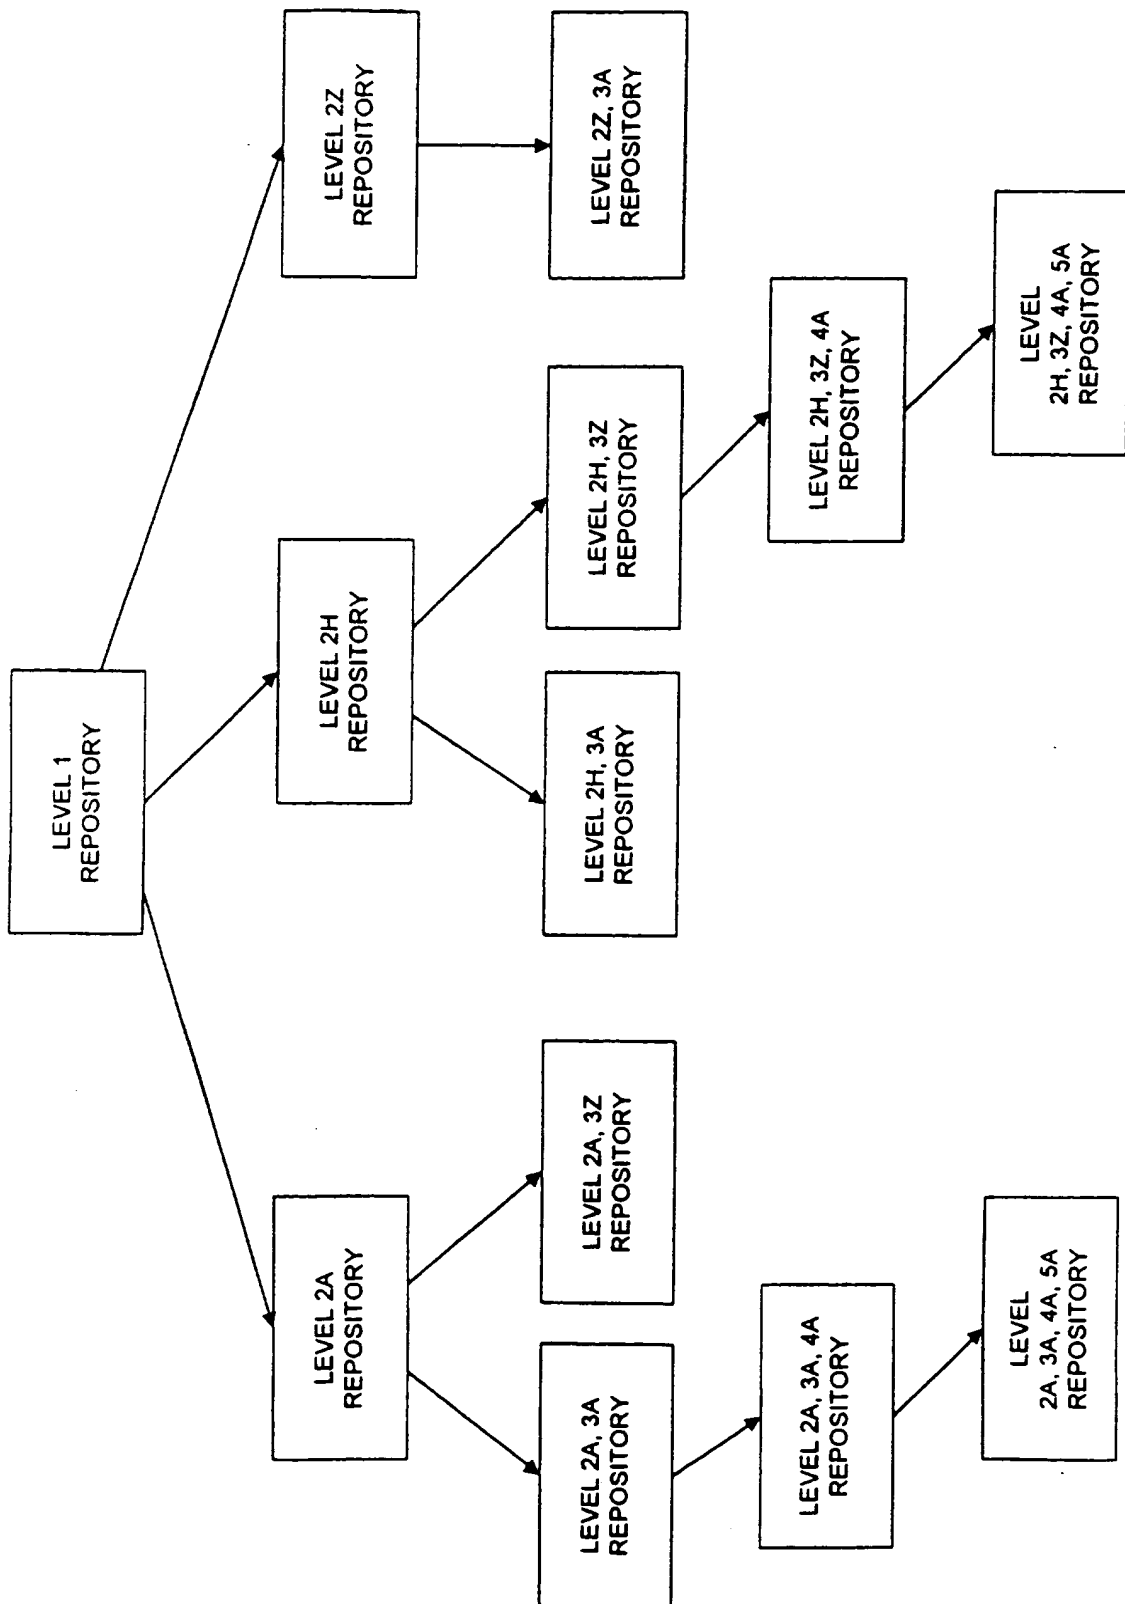 LEVEL 1
REPOSITORY
LEVEL 2A
REPOSITORY
LEVEL 2H
REPOSITORY
LEVEL 2Z
REPOSITORY
LEVEL 2A, 3A
REPOSITORY
LEVEL 2A, 3Z
REPOSITORY
LEVEL 2H, 3A
REPOSITORY
LEVEL 2H, 3Z
REPOSITORY
LEVEL 2Z, 3A
REPOSITORY
LEVEL 2A, 3A, 4A
REPOSITORY
LEVEL 2H, 3Z, 4A
REPOSITORY
LEVEL
2A, 3A, 4A, 5A
REPOSITORY
LEVEL
2H, 3Z, 4A, 5A
REPOSITORY